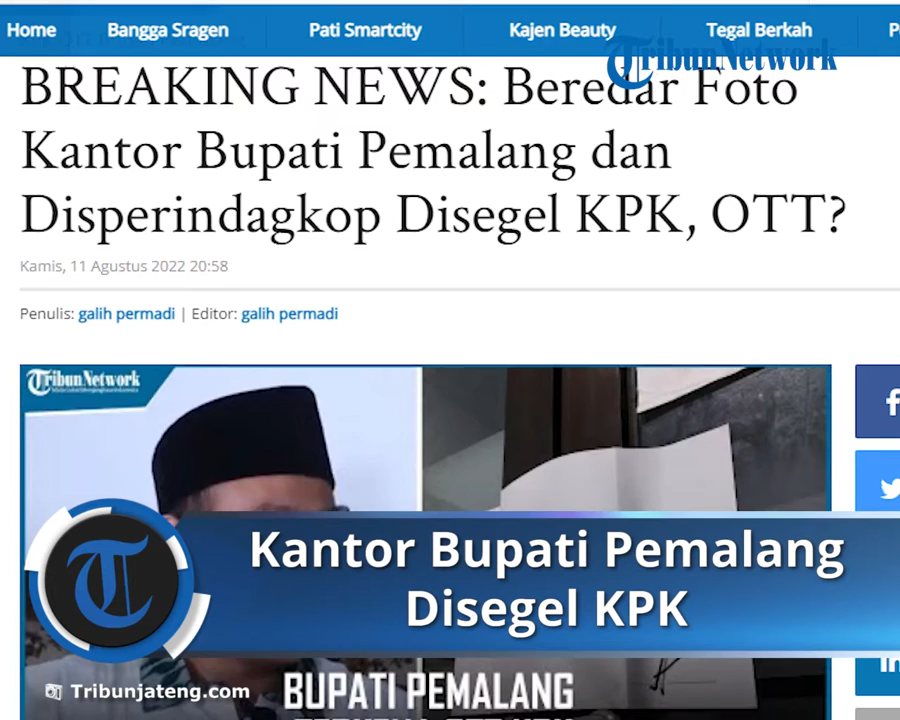 Home Bangga Sragen Pati Smartcity Kajen Beauty Tegal Berkah
TribunNetwork
BREAKING NEWS: Beredar Foto
Kantor Bupati Pemalang dan
Disperindagkop Disegel KPK, OTT?
Kamis, 11 Agustus 2022 20:58
Penulis: galih permadi | Editor: galih permadi
TribunNetwork
Kantor Bupati Pemalang
Disegel KPK
Tribunjateng.com
BUPATI PEMALANG